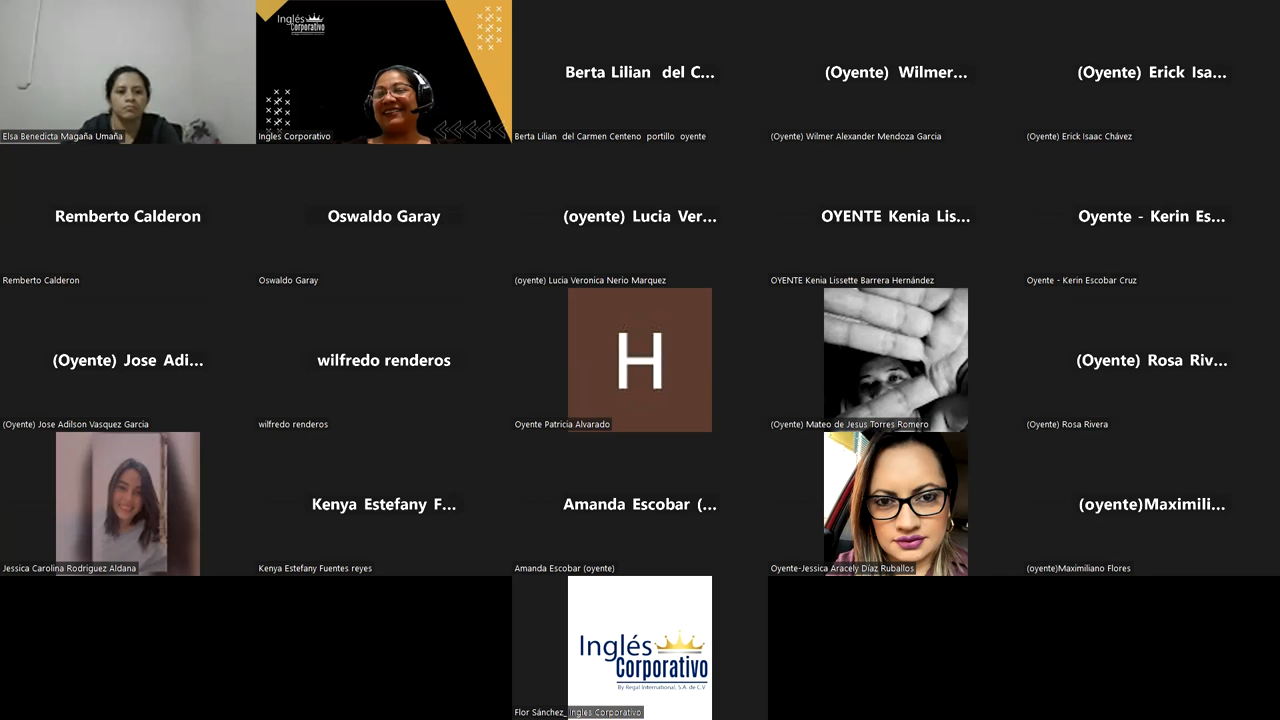 Inglés
Corporativo
Elsa Benedicta Magaña Umaña
Inglés Corporativo
Berta Lilian del C...
Berta Lilian del Carmen Centeno portillo oyente
(Oyente) Wilmer...
(Oyente) Wilmer Alexander Mendoza Garcia
(Oyente) Erick Isa...
(Oyente) Erick Isaac Chávez
Remberto Calderon
Remberto Calderon
Oswaldo Garay
Oswaldo Garay
(oyente) Lucia Ver...
(oyente) Lucia Veronica Nerio Marquez
OYENTE Kenia Lis...
OYENTE Kenia Lissette Barrera Hernández
Oyente - Kerin Es...
Oyente - Kerin Escobar Cruz
(Oyente) Jose Adi...
(Oyente) Jose Adilson Vasquez Garcia
wilfredo renderos
wilfredo renderos
H
Oyente Patricia Alvarado
(Oyente) Mateo de Jesus Torres Romero
(Oyente) Rosa Riv...
(Oyente) Rosa Rivera
Jessica Carolina Rodriguez Aldana
Kenya Estefany F...
Kenya Estefany Fuentes reyes
Amanda Escobar (...
Amanda Escobar (oyente)
Oyente-Jessica Aracely Díaz Ruballos
(oyente)Maximili...
(oyente)Maximiliano Flores
Inglés
Corporativo
By Regal International, S.A. de C.V
Flor Sánchez_ Inglés Corporativo